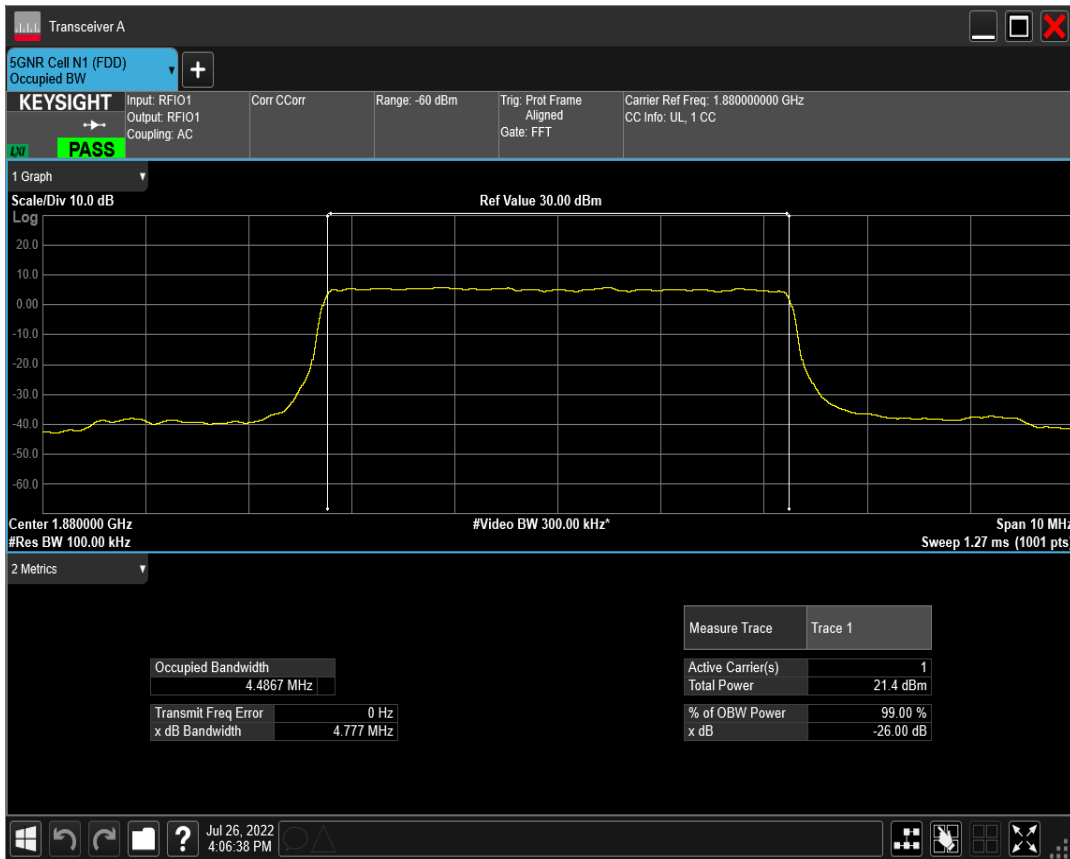 Transceiver A
5GNR Cell N1 (FDD)
Occupied BW
+
KEYSIGHT
LXI
PASS
Input: RFIO1
Output: RFIO1
Coupling: AC
Corr CCorr
Range: -60 dBm
Trig: Prot Frame
Aligned
Gate: FFT
Carrier Ref Freq: 1.880000000 GHz
CC Info: UL, 1 CC
1 Graph
Scale/Div 10.0 dB
Ref Value 30.00 dBm
Log
20.0
10.0
0.00
-10.0
-20.0
-30.0
-40.0
-50.0
-60.0
Center 1.880000 GHz
#Video BW 300.00 kHz*
Span 10 MHz
#Res BW 100.00 kHz
Sweep 1.27 ms (1001 pts)
2 Metrics
Measure Trace Trace 1
Occupied Bandwidth
4.4867 MHz
Active Carrier(s) 1
Total Power 21.4 dBm
Transmit Freq Error 0 Hz
x dB Bandwidth 4.777 MHz
% of OBW Power 99.00 %
x dB -26.00 dB
?
Jul 26, 2022
4:06:38 PM